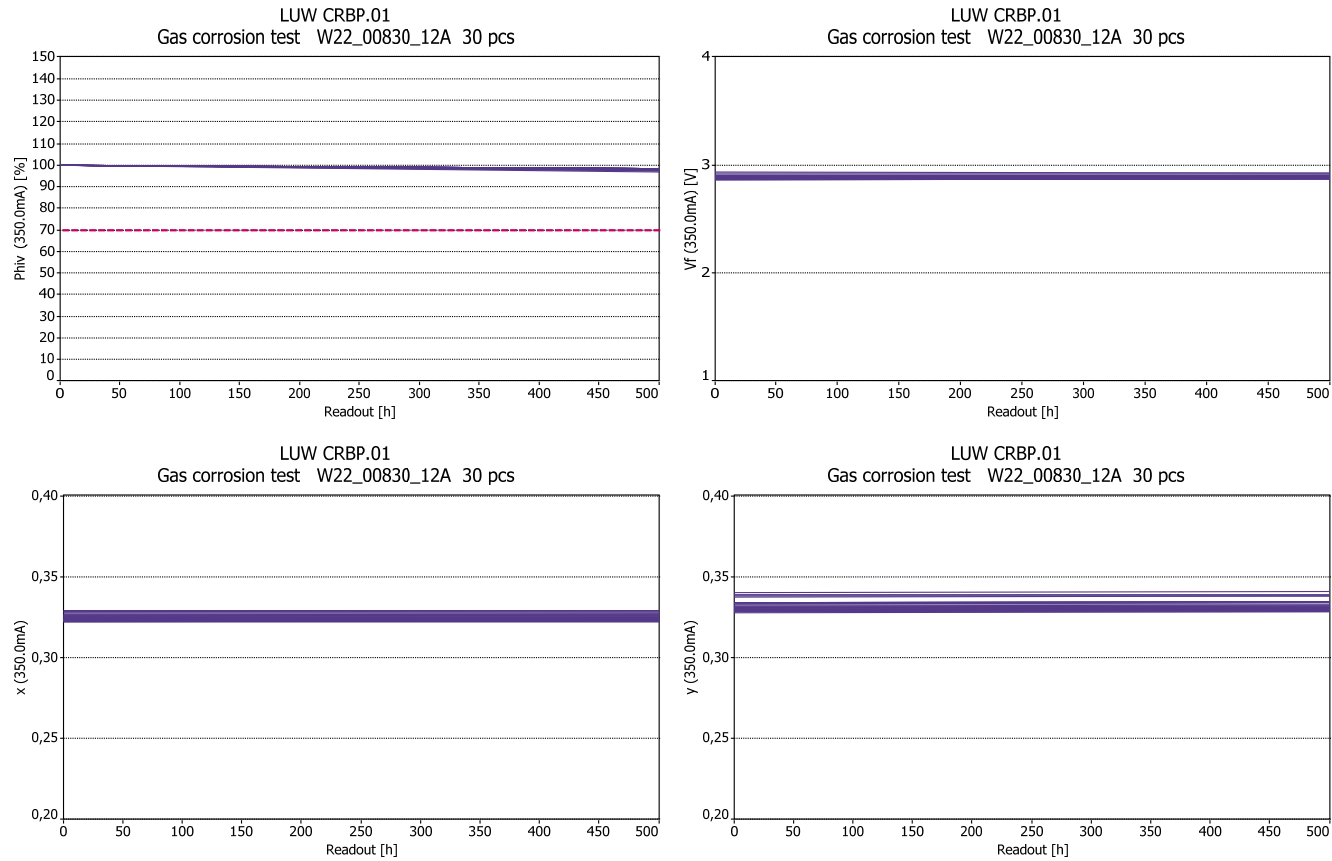 LUW CRBP.01
Gas corrosion test W22_00830_12A 30 pcs
150
140
130
120
110
100
90
80
70
60
50
40
30
20
10
0
Phiv (350.0mA) [%]
0 50 100 150 200 250 300 350 400 450 500
Readout [h]
LUW CRBP.01
Gas corrosion test W22_00830_12A 30 pcs
4
3
2
1
Vf (350.0mA) [V]
0 50 100 150 200 250 300 350 400 450 500
Readout [h]
LUW CRBP.01
Gas corrosion test W22_00830_12A 30 pcs
0,40
0,35
0,30
0,25
0,20
x (350.0mA)
0 50 100 150 200 250 300 350 400 450 500
Readout [h]
LUW CRBP.01
Gas corrosion test W22_00830_12A 30 pcs
0,40
0,35
0,30
0,25
0,20
y (350.0mA)
0 50 100 150 200 250 300 350 400 450 500
Readout [h]